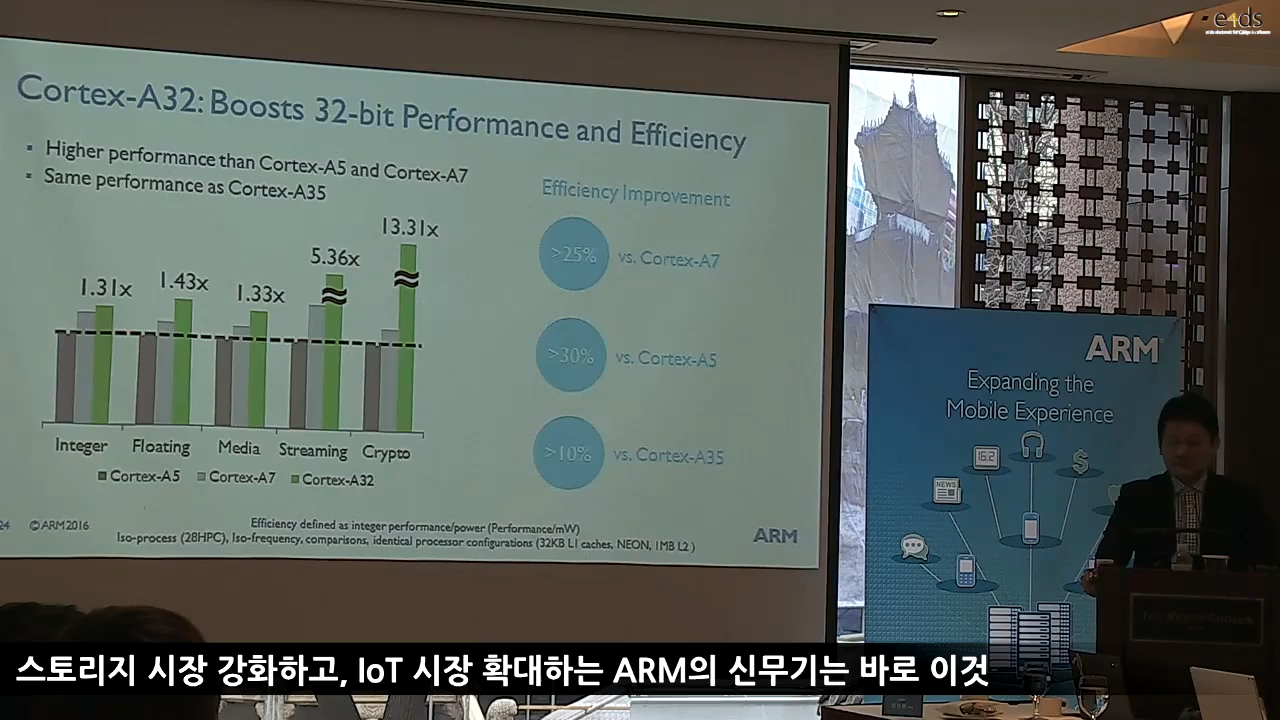 e4ds
Cortex-A32: Boosts 32-bit Performance and Efficiency
Higher performance than Cortex-A5 and Cortex-A7
Same performance as Cortex-A35
Efficiency Improvement
13.31x
5.36x
1.31x
1.43x
1.33x
>25% vs. Cortex-A7
>30% vs. Cortex-A5
>10% vs. Cortex-A35
Integer Floating Media Streaming Crypto
Cortex-A5 Cortex-A7 Cortex-A32
24 © ARM 2016
Efficiency defined as integer performance/power (Performance/mW)
Iso-process (28HPC), Iso-frequency, comparisons, identical processor configurations (32KB L1 caches, NEON, 1MB L2 )
ARM
ARM
Expanding the
Mobile Experience
16.2
$
NEWS
스토리지 시장 강화하고, IoT 시장 확대하는 ARM의 신무기는 바로 이것